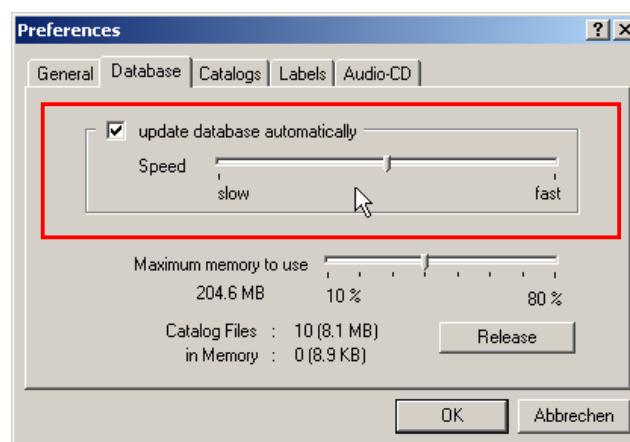 Preferences
General Database Catalogs Labels Audio-CD
update database automatically
Speed
slow fast
Maximum memory to use
204.6 MB 10 % 80 %
Catalog Files : 10 (8.1 MB)
in Memory : 0 (8.9 KB)
Release
OK Abbrechen